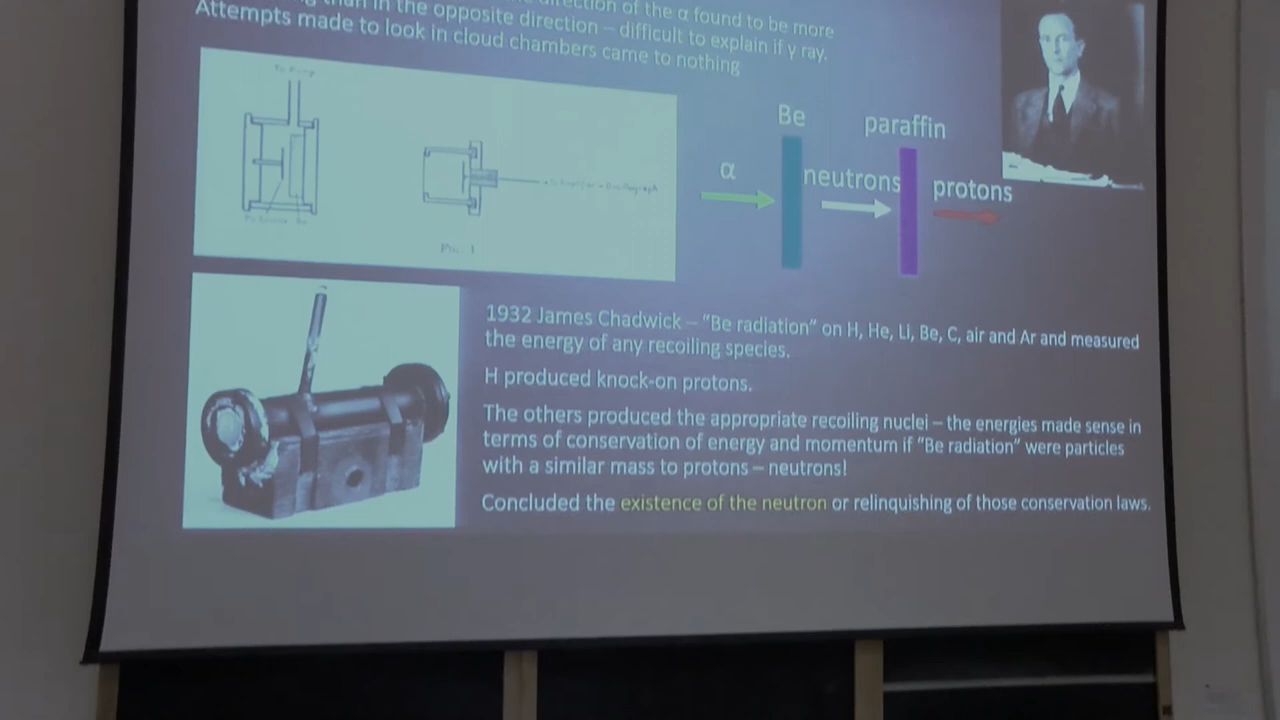 direction of the α found to be more
than in the opposite direction – difficult to explain if γ ray.
Attempts made to look in cloud chambers came to nothing
To Pump
Be
paraffin
α
neutrons
protons
Fig. 1
1932 James Chadwick – “Be radiation” on H, He, Li, Be, C, air and Ar and measured
the energy of any recoiling species.
H produced knock-on protons.
The others produced the appropriate recoiling nuclei – the energies made sense in
terms of conservation of energy and momentum if “Be radiation” were particles
with a similar mass to protons – neutrons!
Concluded the existence of the neutron or relinquishing of those conservation laws.